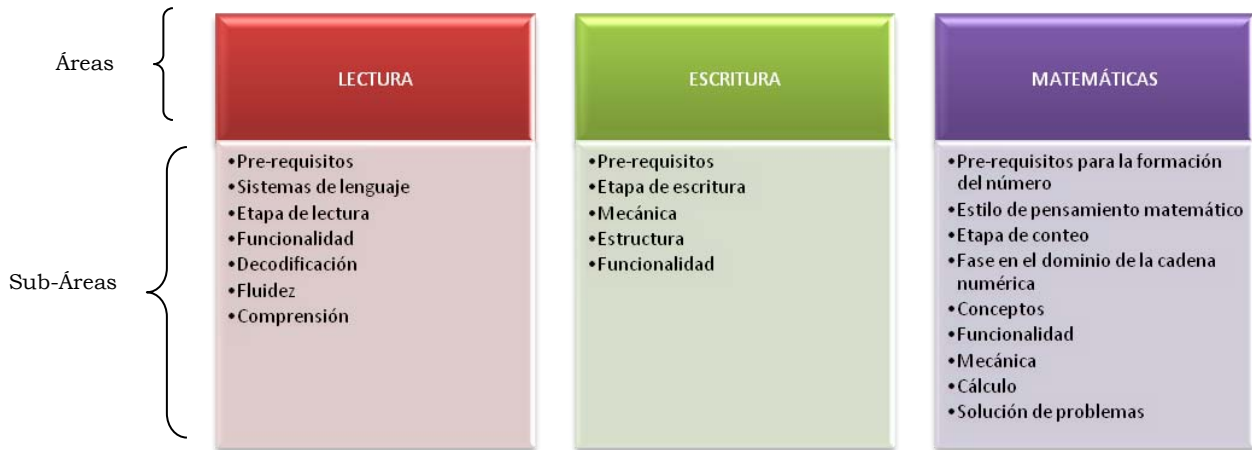 Áreas
LECTURA
ESCRITURA
MATEMÁTICAS
Sub-Áreas
•Pre-requisitos
•Sistemas de lenguaje
•Etapa de lectura
•Funcionalidad
•Decodificación
•Fluidez
•Comprensión
•Pre-requisitos
•Etapa de escritura
•Mecánica
•Estructura
•Funcionalidad
•Pre-requisitos para la formación
del número
•Estilo de pensamiento matemático
•Etapa de conteo
•Fase en el dominio de la cadena
numérica
•Conceptos
•Funcionalidad
•Mecánica
•Cálculo
•Solución de problemas